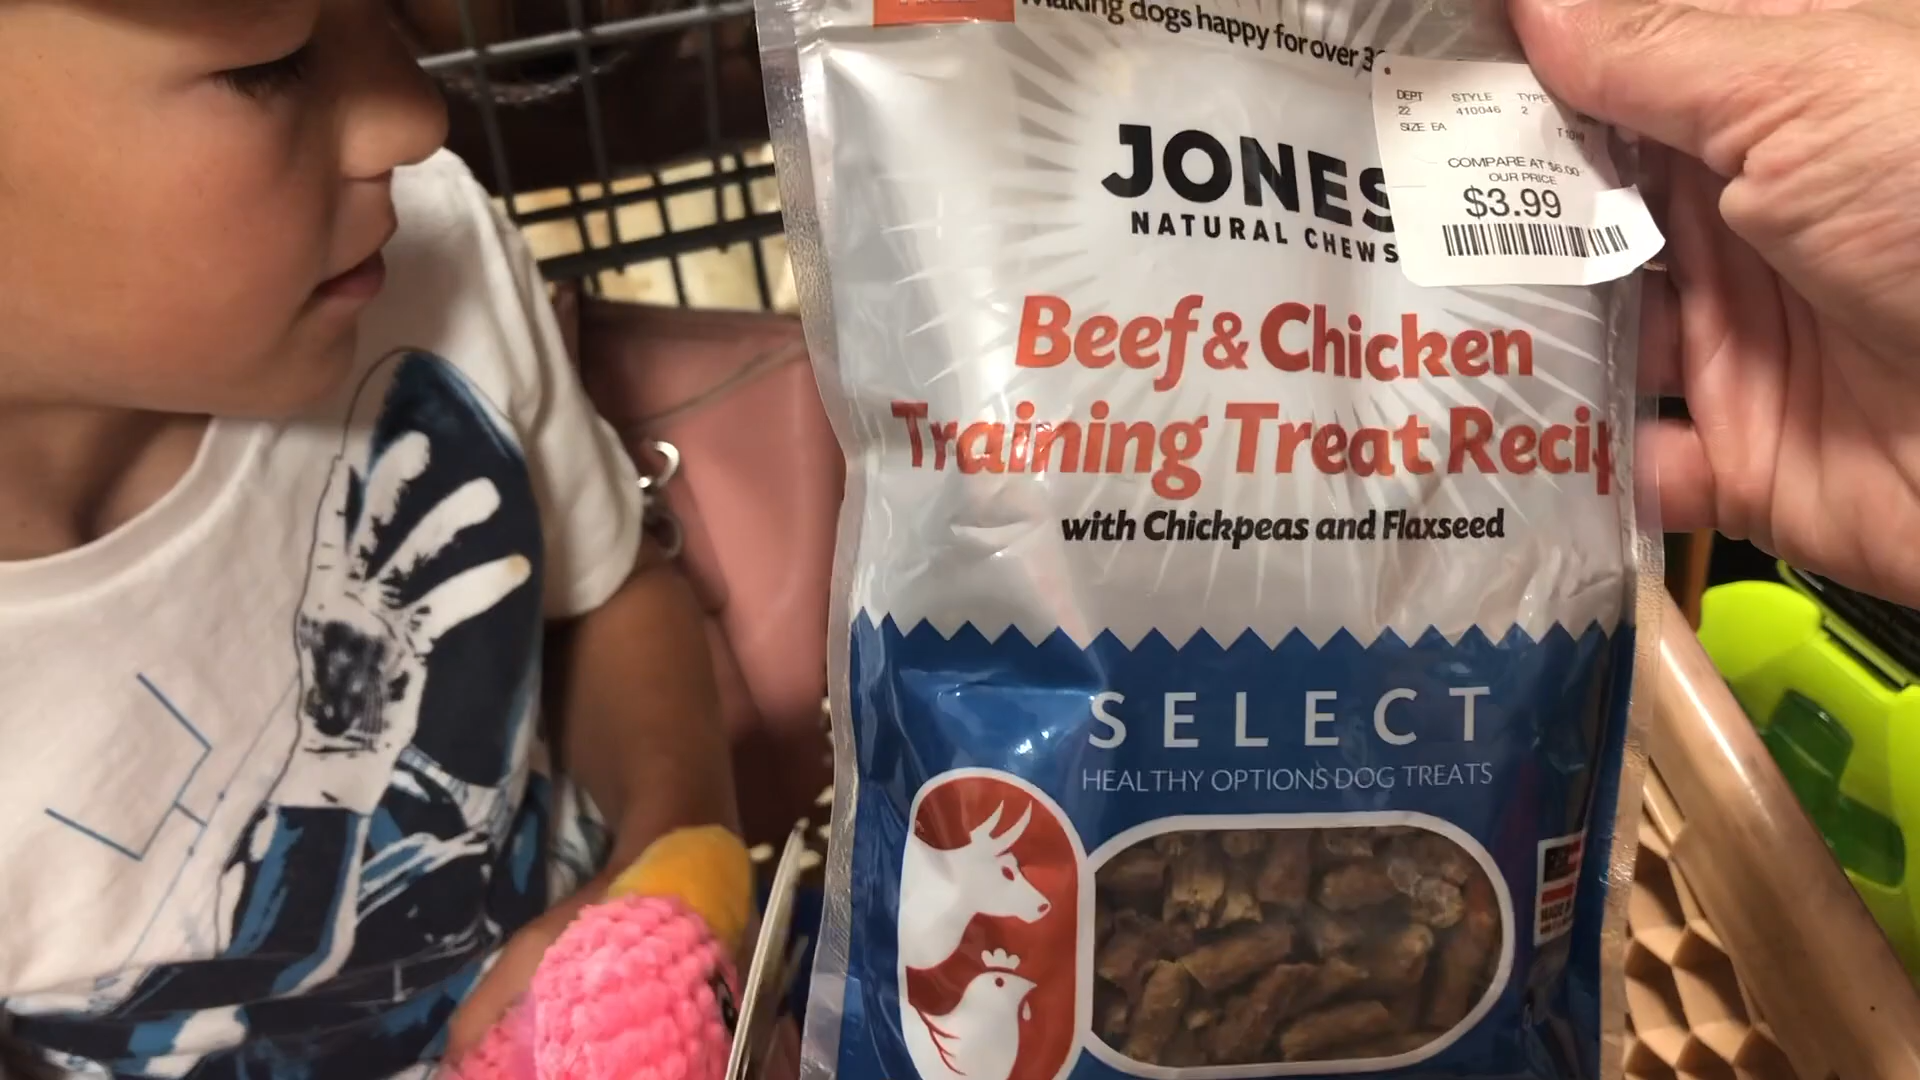 Making dogs happy for over
JONES
NATURAL CHEWS
DEPT STYLE TYPE
22 410046 2
SIZE EA
COMPARE AT $6.00
OUR PRICE
$3.99
Beef & Chicken
Training Treat Recip
with Chickpeas and Flaxseed
SELECT
HEALTHY OPTIONS DOG TREATS